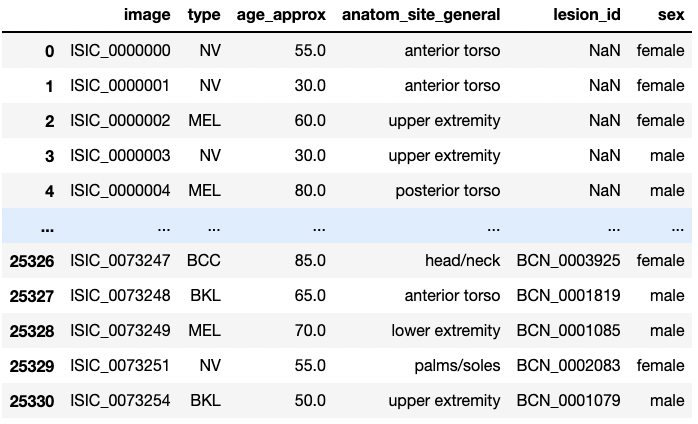 image type age_approx anatom_site_general lesion_id sex
0 ISIC_0000000 NV 55.0 anterior torso NaN female
1 ISIC_0000001 NV 30.0 anterior torso NaN female
2 ISIC_0000002 MEL 60.0 upper extremity NaN female
3 ISIC_0000003 NV 30.0 upper extremity NaN male
4 ISIC_0000004 MEL 80.0 posterior torso NaN male
... ... ... ... ... ... ...
25326 ISIC_0073247 BCC 85.0 head/neck BCN_0003925 female
25327 ISIC_0073248 BKL 65.0 anterior torso BCN_0001819 male
25328 ISIC_0073249 MEL 70.0 lower extremity BCN_0001085 male
25329 ISIC_0073251 NV 55.0 palms/soles BCN_0002083 female
25330 ISIC_0073254 BKL 50.0 upper extremity BCN_0001079 male